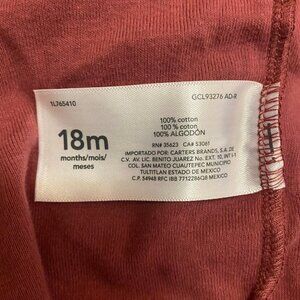 1L765410
GCL93276 AD-R
18m
months/mois/
meses
100% cotton
100 % coton
100% ALGODÓN
RN# 35623 CA# 53061
IMPORTADO POR: CARTERS BRANDS, S.A. DE
C.V. AV. LIC. BENITO JUAREZ No. EXT. 10, INT I-1
COL. SAN MATEO CUAUTEPEC MUNICIPIO
TULTITLAN ESTADO DE MEXICO
C.P. 54948 RFC IBB 7712286Q8 MEXICO